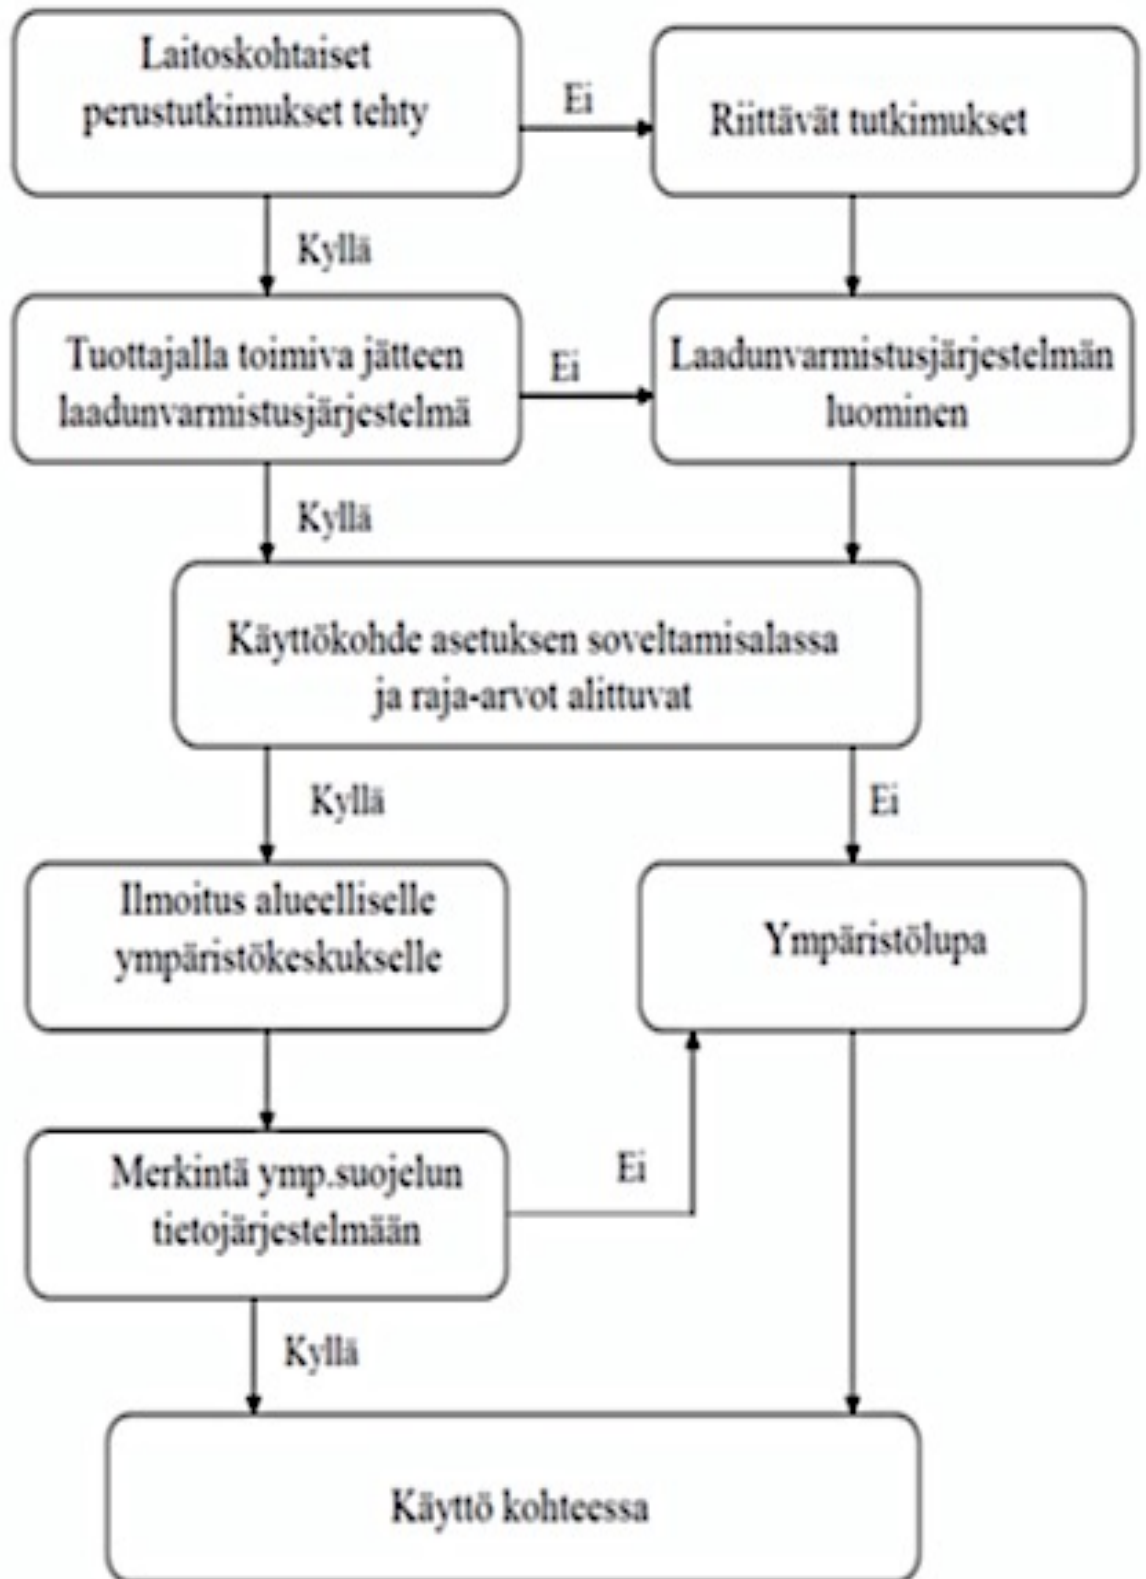 Laitoskohtaiset
perustutkimukset tehty
Ei
Riittävät tutkimukset
Kyllä
Tuottajalla toimiva jätteen
laadunvarmistusjärjestelmä
Ei
Laadunvarmistusjärjestelmän
luominen
Kyllä
Käyttökohde asetuksen soveltamisalassa
ja raja-arvot alittuvat
Kyllä
Ei
Ilmoitus alueelliselle
ympäristökeskukselle
Ympäristölupa
Merkintä ymp.suojelun
tietojärjestelmään
Ei
Kyllä
Käyttö kohteessa